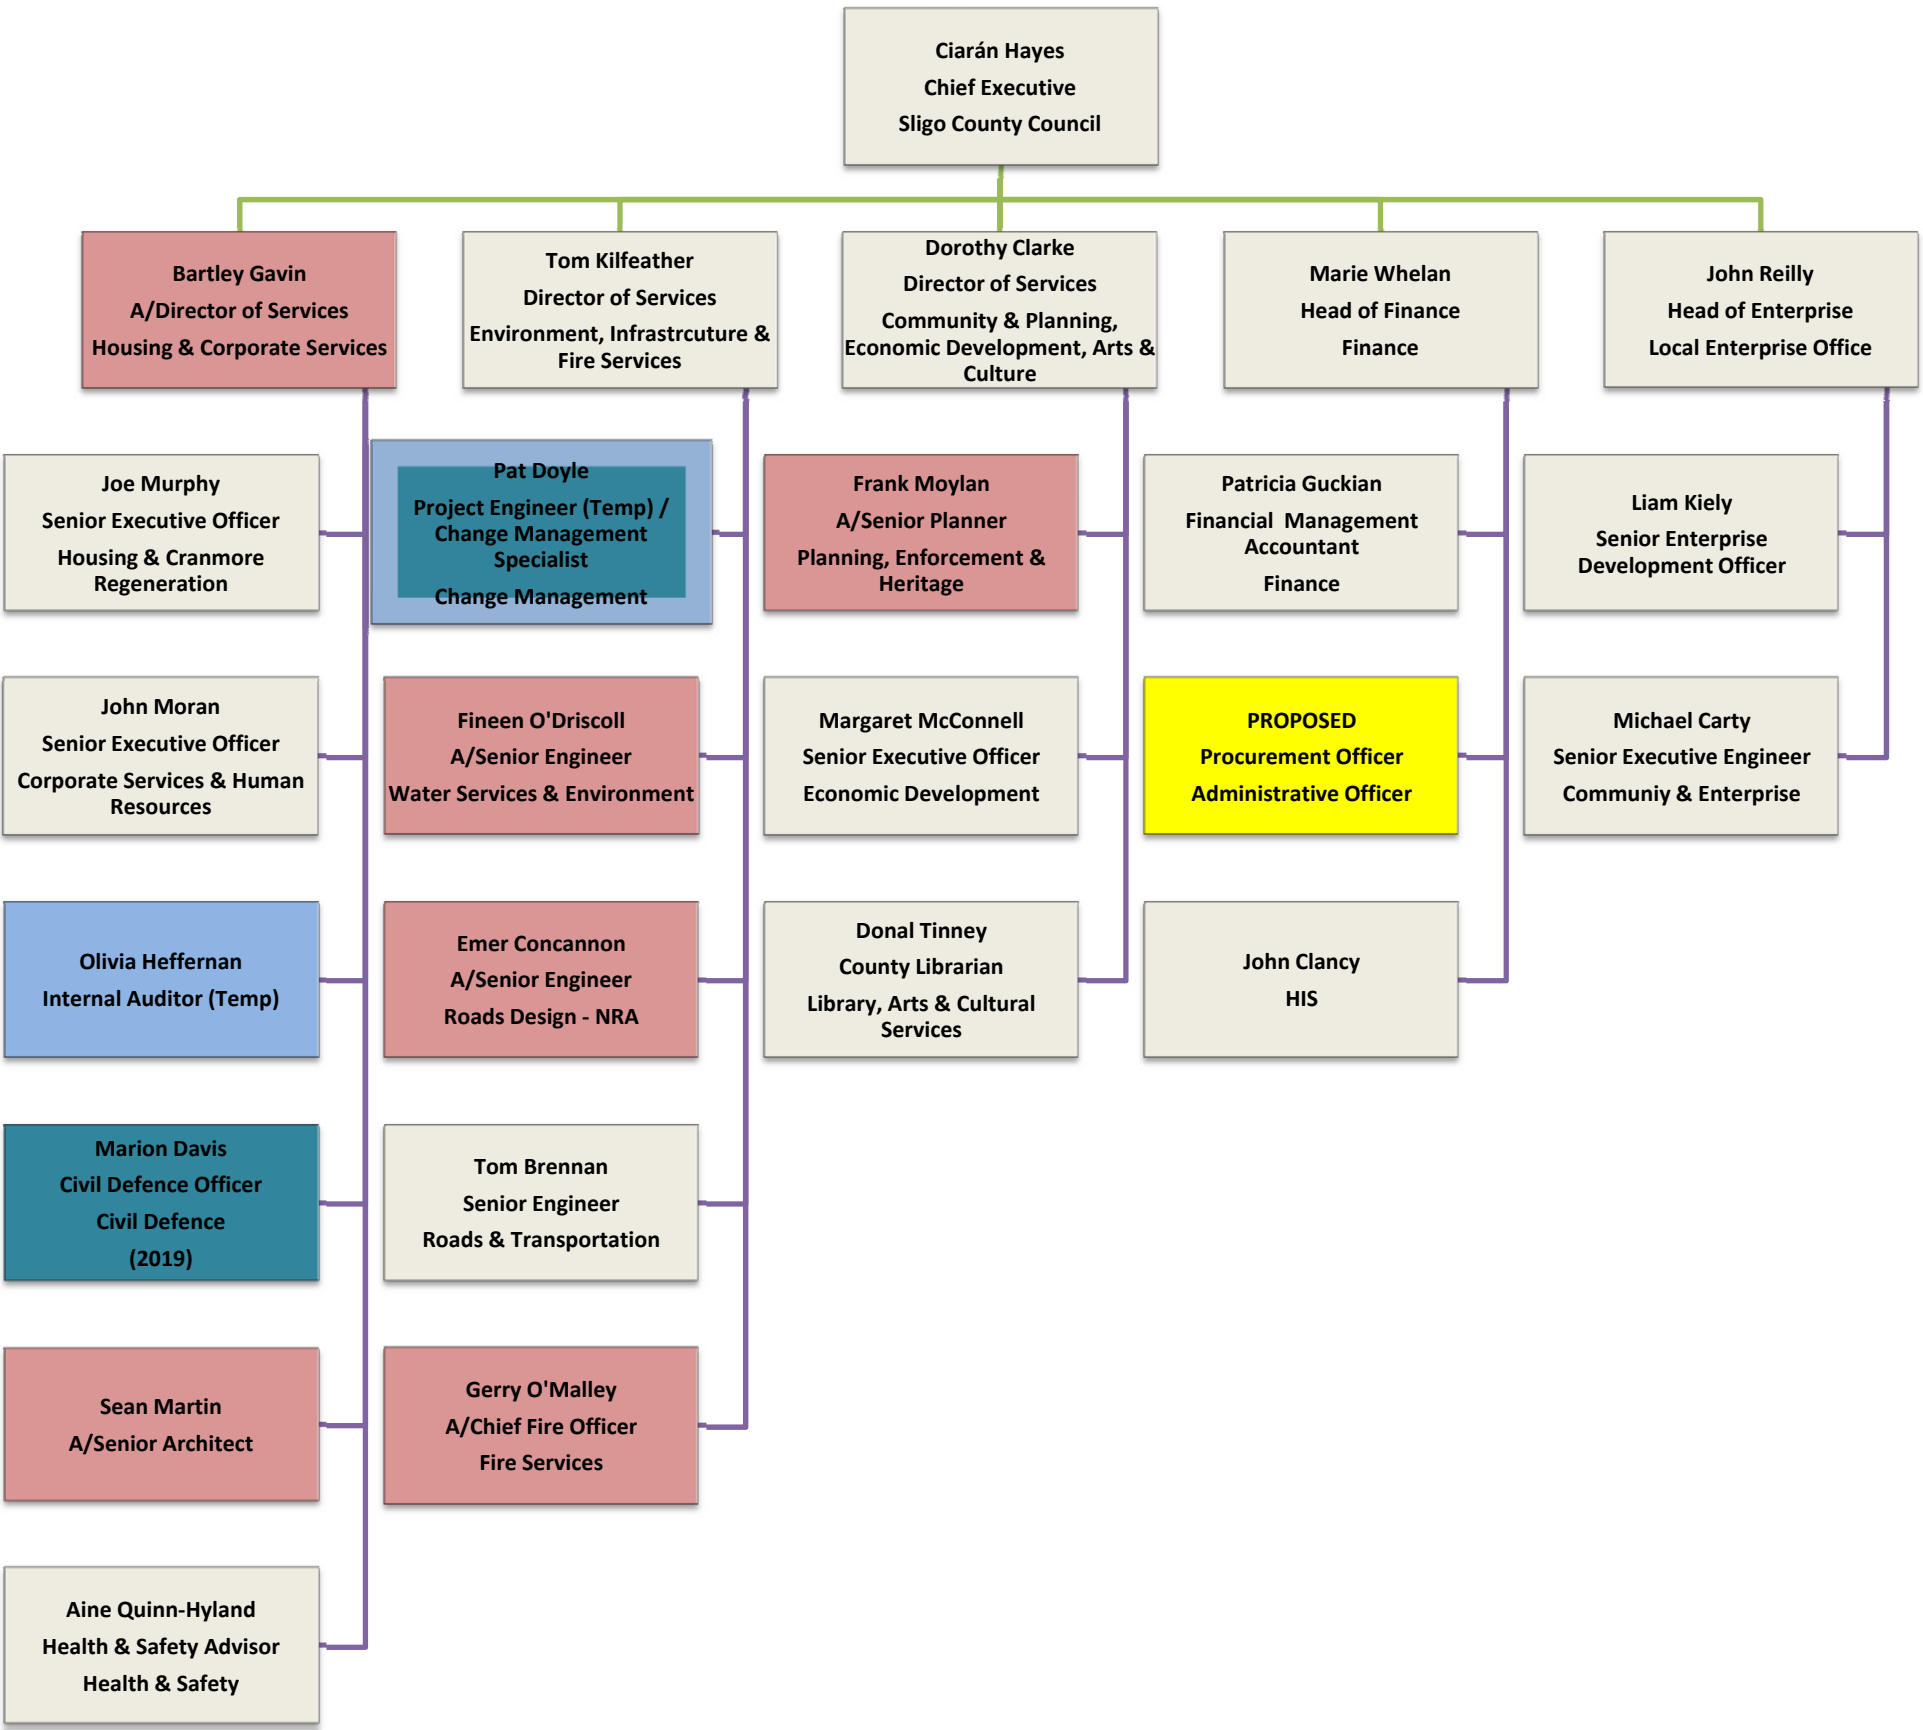 Ciarán Hayes
Chief Executive
Sligo County Council
Bartley Gavin
A/Director of Services
Housing & Corporate Services
Tom Kilfeather
Director of Services
Environment, Infrastrcuture &
Fire Services
Dorothy Clarke
Director of Services
Community & Planning,
Economic Development, Arts &
Culture
Marie Whelan
Head of Finance
Finance
John Reilly
Head of Enterprise
Local Enterprise Office
Joe Murphy
Senior Executive Officer
Housing & Cranmore
Regeneration
Pat Doyle
Project Engineer (Temp) /
Change Management
Specialist
Change Management
Frank Moylan
A/Senior Planner
Planning, Enforcement &
Heritage
Patricia Guckian
Financial  Management
Accountant
Finance
Liam Kiely
Senior Enterprise
Development Officer
John Moran
Senior Executive Officer
Corporate Services & Human
Resources
Fineen O'Driscoll
A/Senior Engineer
Water Services & Environment
Margaret McConnell
Senior Executive Officer
Economic Development
PROPOSED
Procurement Officer
Administrative Officer
Michael Carty
Senior Executive Engineer
Communiy & Enterprise
Olivia Heffernan
Internal Auditor (Temp)
Emer Concannon
A/Senior Engineer
Roads Design - NRA
Donal Tinney
County Librarian
Library, Arts & Cultural
Services
John Clancy
HIS
Marion Davis
Civil Defence Officer
Civil Defence
(2019)
Tom Brennan
Senior Engineer
Roads & Transportation
Sean Martin
A/Senior Architect
Gerry O'Malley
A/Chief Fire Officer
Fire Services
Aine Quinn-Hyland
Health & Safety Advisor
Health & Safety